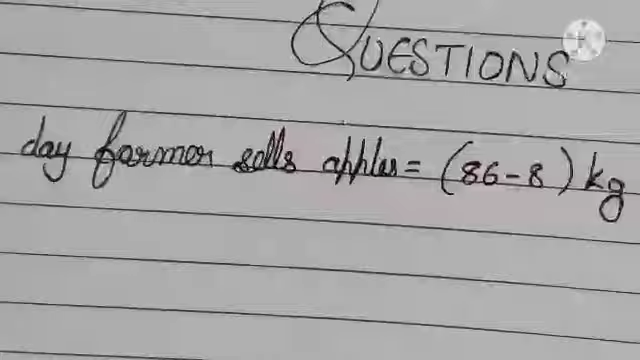 QUESTIONS
day farmer sells apples = (86-8) kg